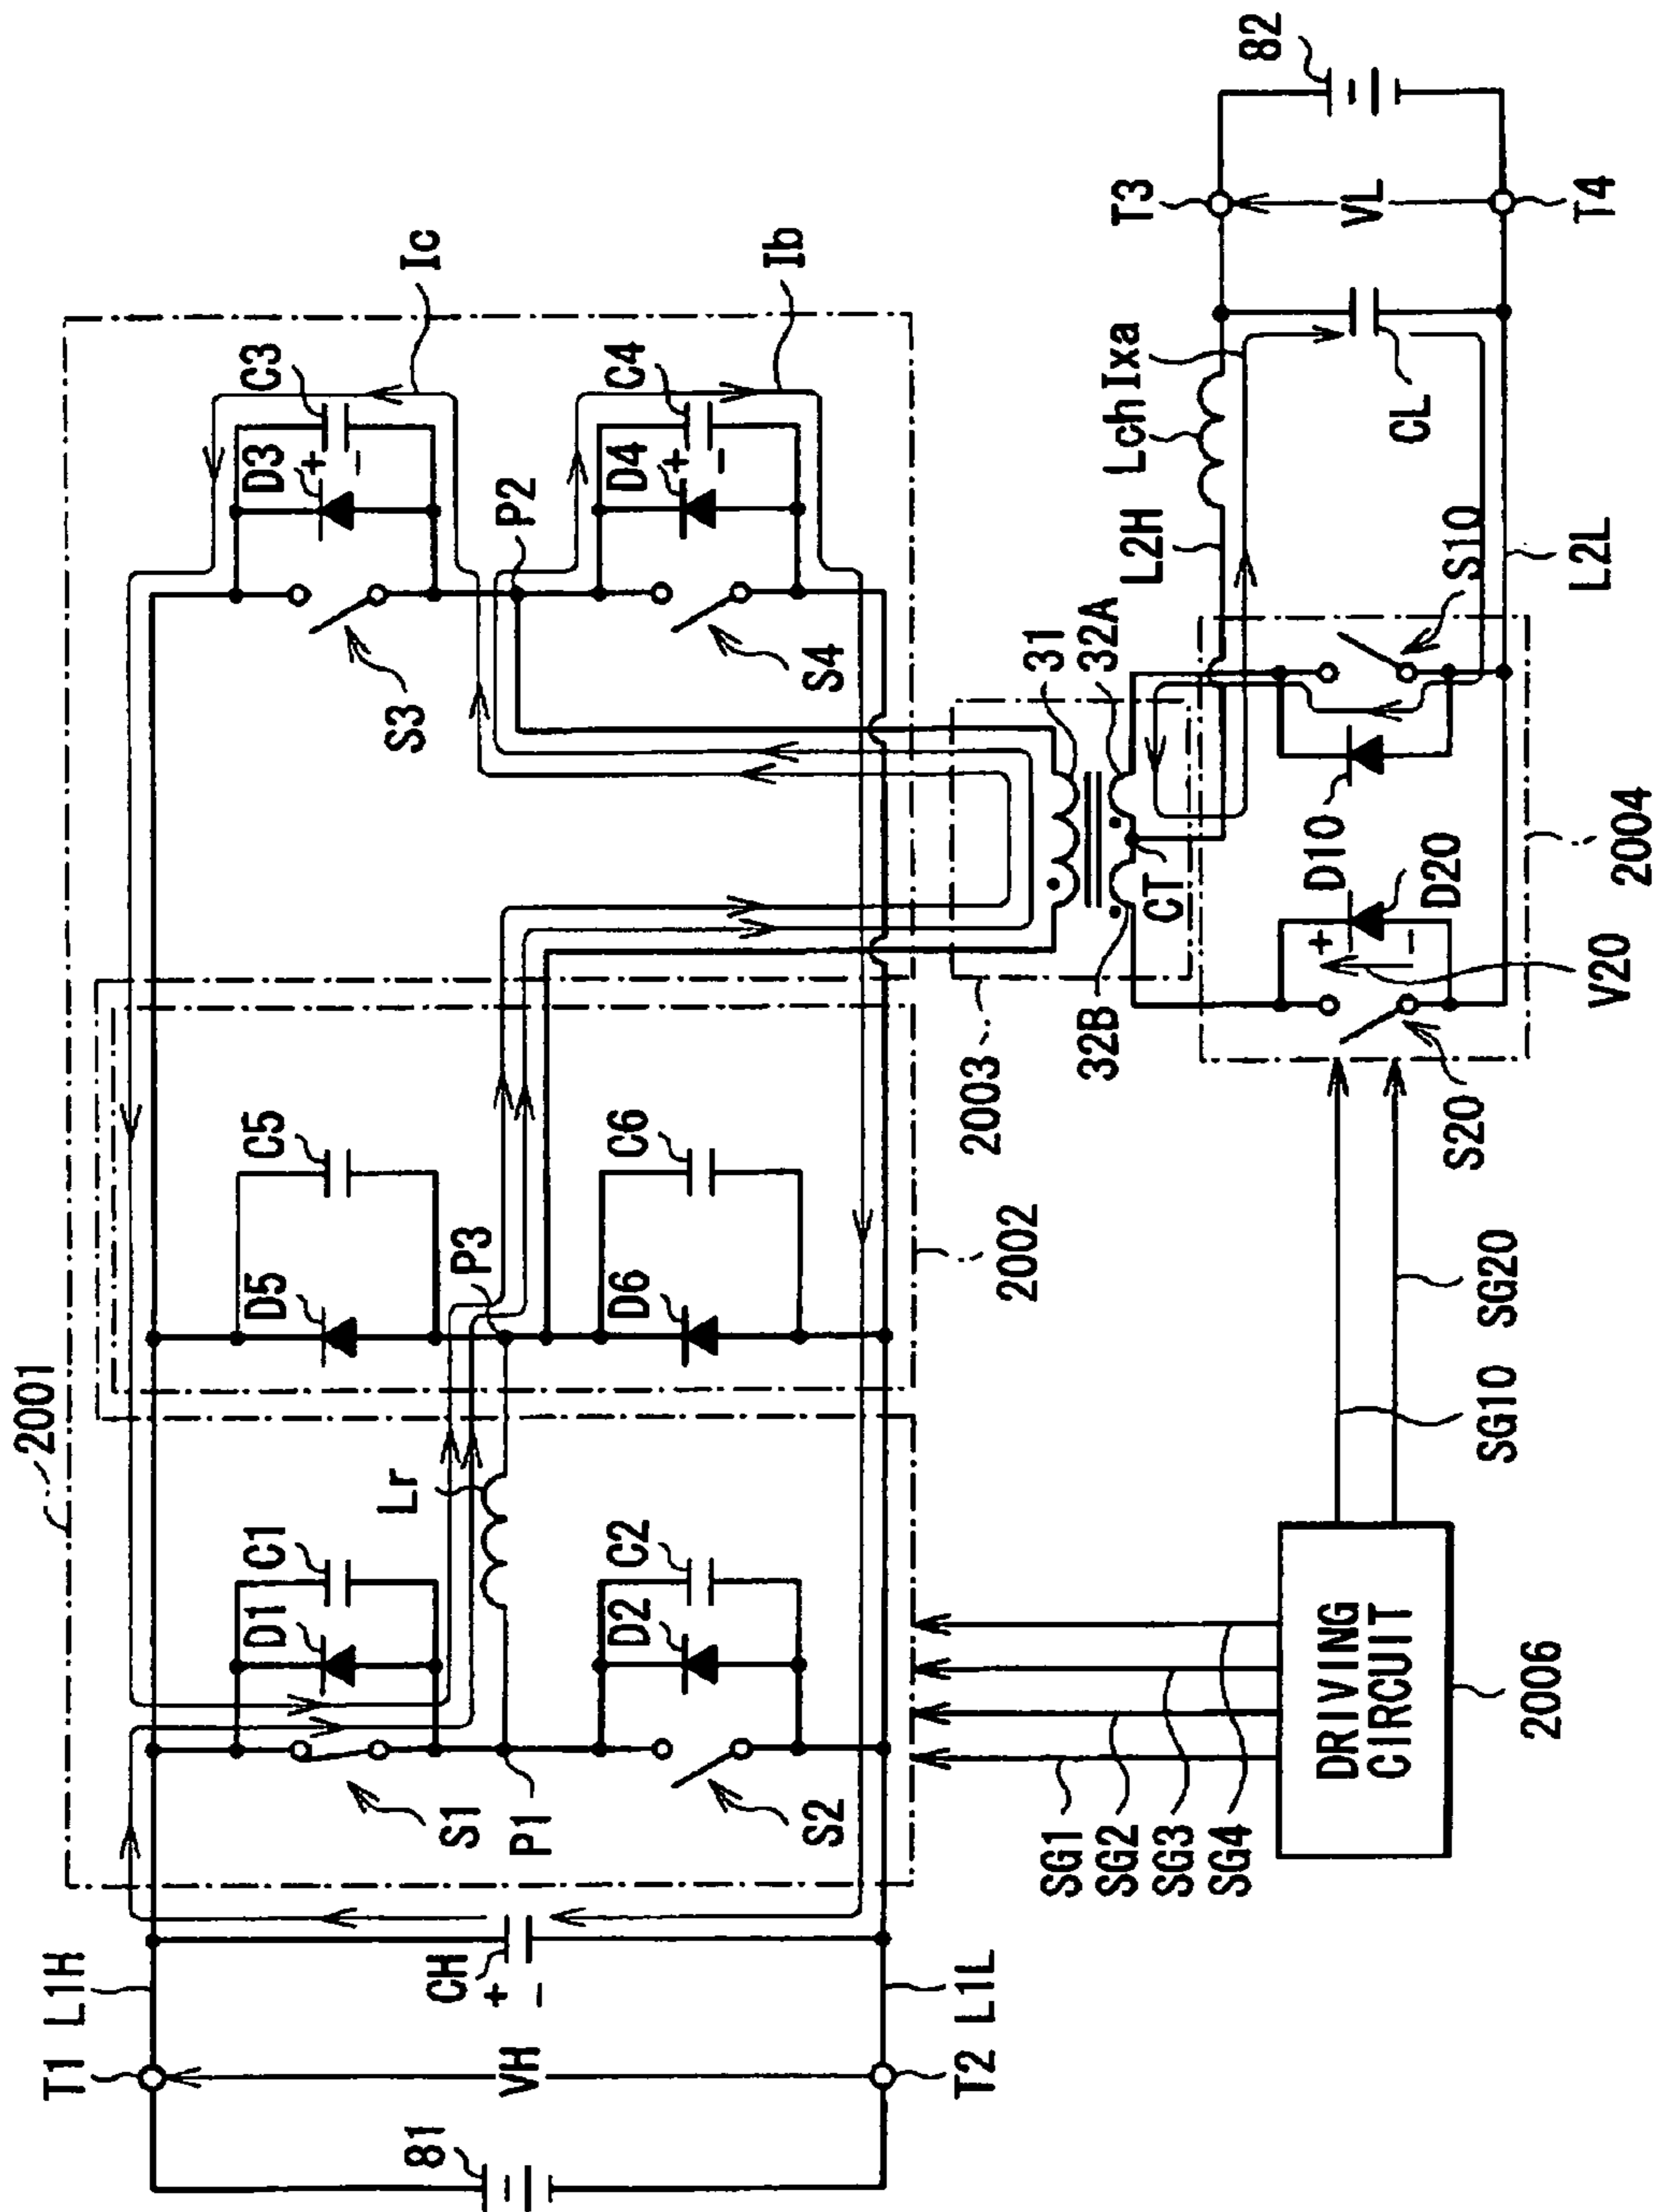 2001
T1 L1H
VH
81
CH
+
−
T2 L1L
S1
P1
S2
D1
C1
D2
C2
Lr
D5
C5
P3
D6
C6
2002
S3
D3
C3
+
−
P2
S4
D4
C4
+
−
Ic
Ib
2003
31
32A
32B
CT
L2H
Lch
Ixa
CL
T3
VL
T4
82
S10
L2L
D10
D20
+
−
V20
S20
2004
SG1
SG2
SG3
SG4
DRIVING
CIRCUIT
2006
SG10
SG20